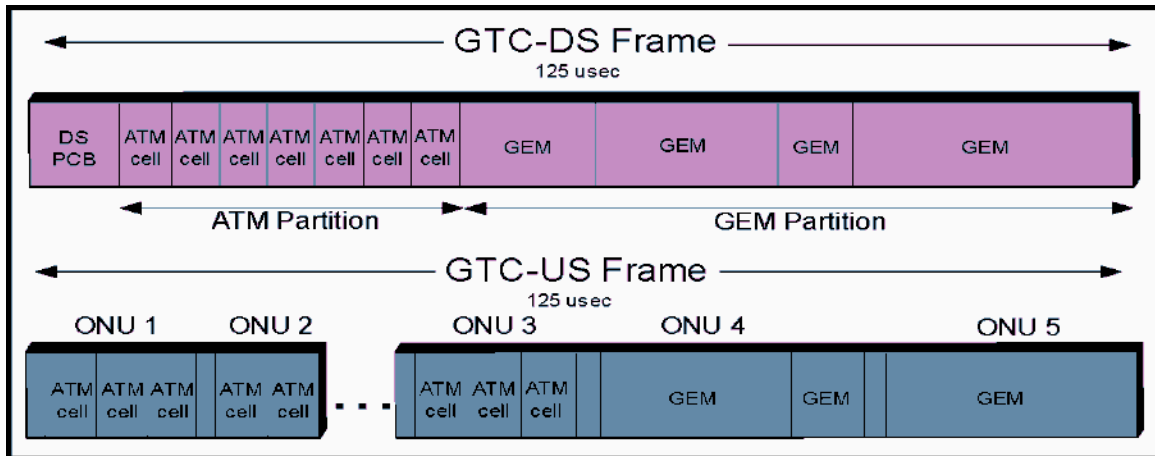 GTC-DS Frame
125 usec
DS PCB
ATM cell
ATM cell
ATM cell
ATM cell
ATM cell
ATM cell
ATM cell
GEM
GEM
GEM
GEM
ATM Partition
GEM Partition
GTC-US Frame
125 usec
ONU 1
ONU 2
ONU 3
ONU 4
ONU 5
ATM cell
ATM cell
ATM cell
ATM cell
ATM cell
...
ATM cell
ATM cell
ATM cell
GEM
GEM
GEM